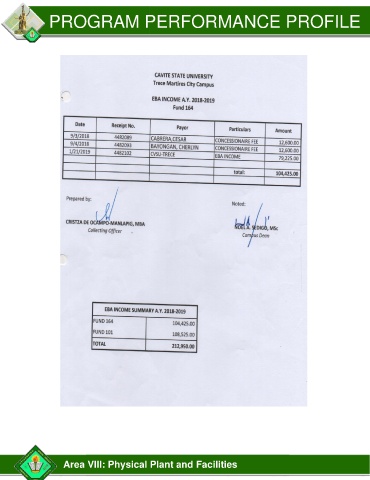 PROGRAM PERFORMANCE PROFILE
CAVITE STATE UNIVERSITY
Trece Martires City Campus
EBA INCOME A.Y. 2018-2019
Fund 164
Date Receipt No. Payer Particulars Amount
9/3/2018 4482089 CABRERA,CESAR CONCESSIONAIRE FEE 12,600.00
9/4/2018 4482093 BAYONGAN, CHERLYN CONCESSIONAIRE FEE 12,600.00
1/21/2019 4482102 CVSU-TRECE EBA INCOME 79,225.00
total: 104,425.00
Prepared by: Noted:
CRISTZA DE OCAMPO-MANLAPIG, MBA NOEL A. SEDIGO, MSc
Collecting Officer Campus Dean
EBA INCOME SUMMARY A.Y. 2018-2019
FUND 164 104,425.00
FUND 101 108,525.00
TOTAL 212,950.00
Area VIII: Physical Plant and Facilities